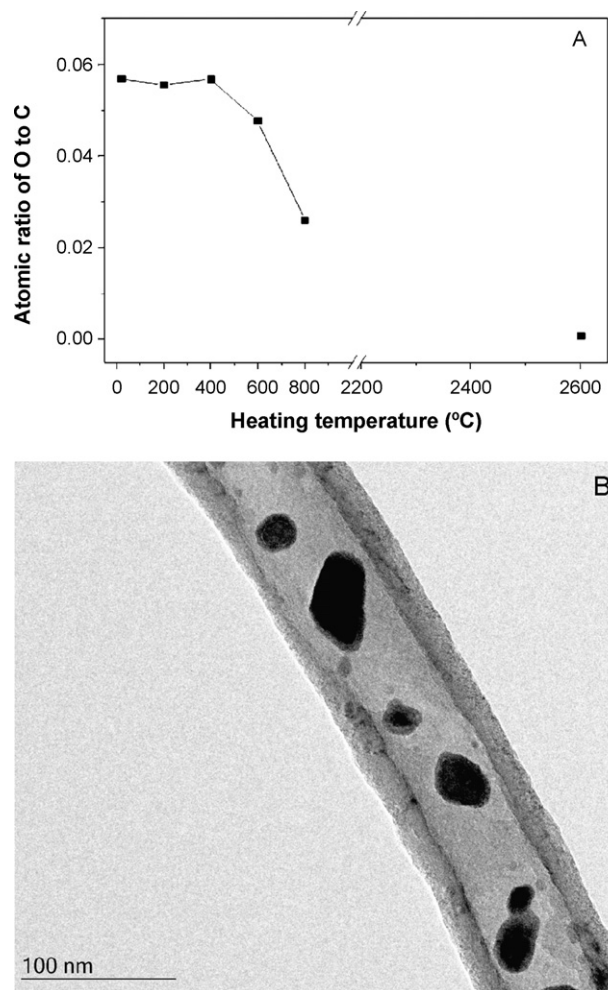 A
0.06
0.04
0.02
0.00
0 200 400 600 800 2200 2400 2600
Atomic ratio of O to C
Heating temperature (ºC)
B
100 nm